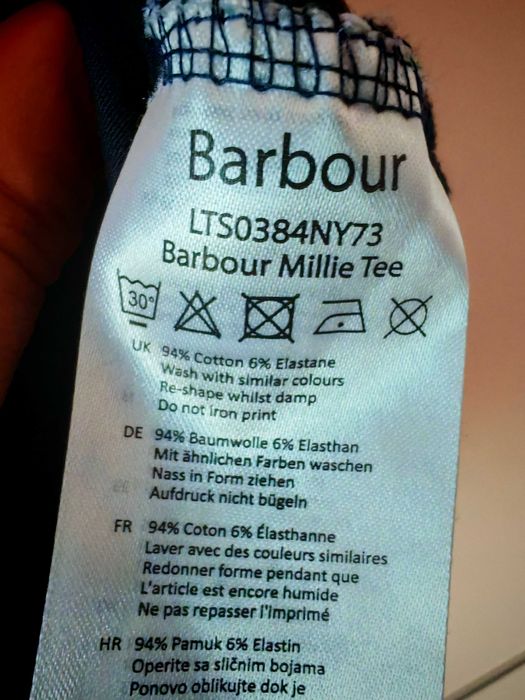 Barbour
LTS0384NY73
Barbour Millie Tee
30°
UK 94% Cotton 6% Elastane
Wash with similar colours
Re-shape whilst damp
Do not iron print
DE 94% Baumwolle 6% Elasthan
Mit ähnlichen Farben waschen
Nass in Form ziehen
Aufdruck nicht bügeln
FR 94% Coton 6% Élasthanne
Laver avec des couleurs similaires
Redonner forme pendant que
L'article est encore humide
Ne pas repasser l'Imprimé
HR 94% Pamuk 6% Elastin
Operite sa sličnim bojama
Ponovo oblikujte dok je